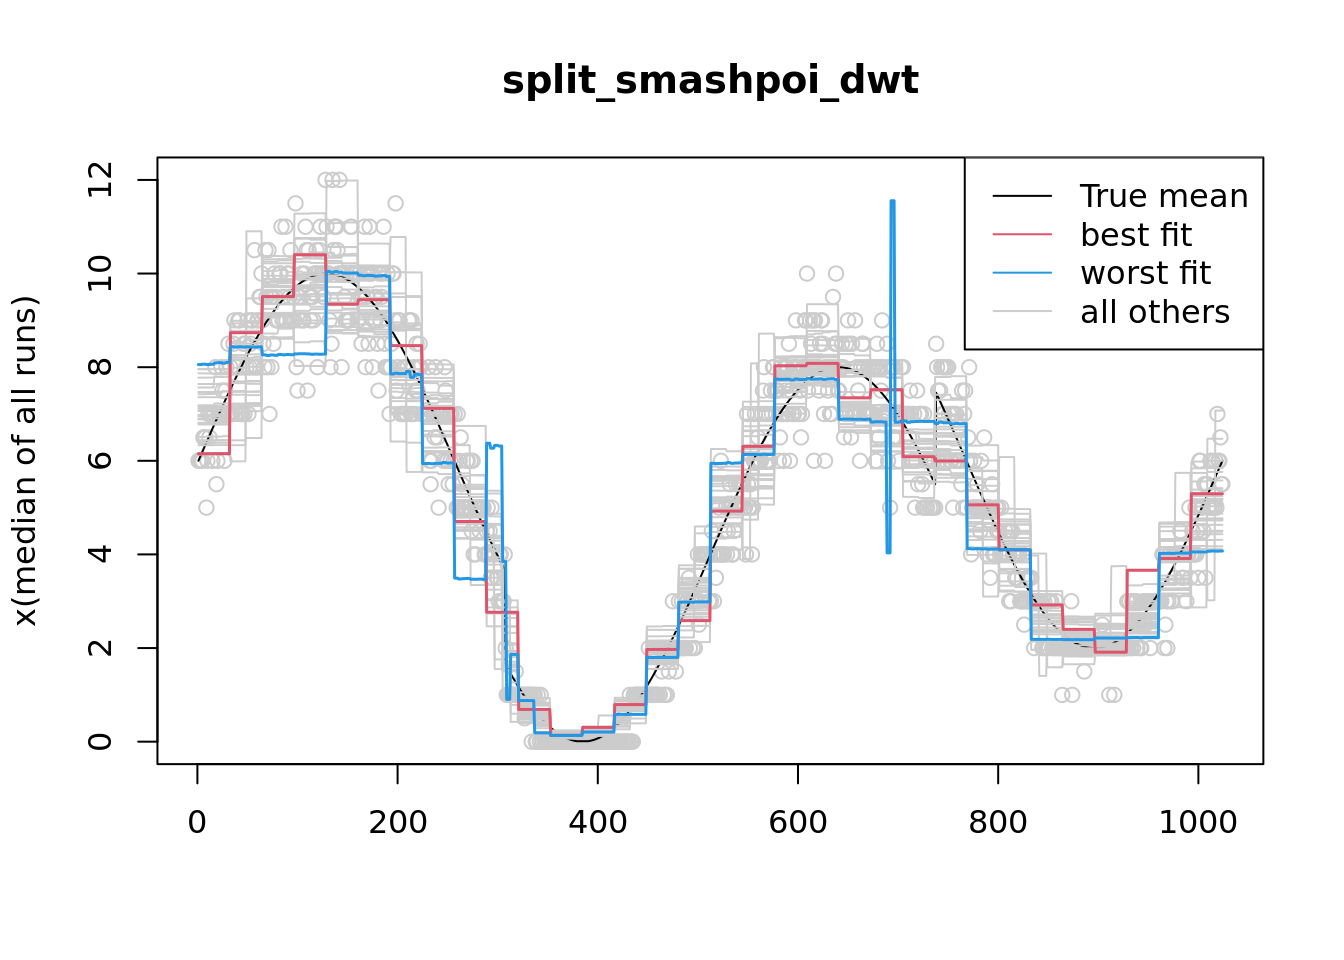 split_smashpoi_dwt
x(median of all runs)
12
10
8
6
4
2
0
True mean
best fit
worst fit
all others
0 200 400 600 800 1000